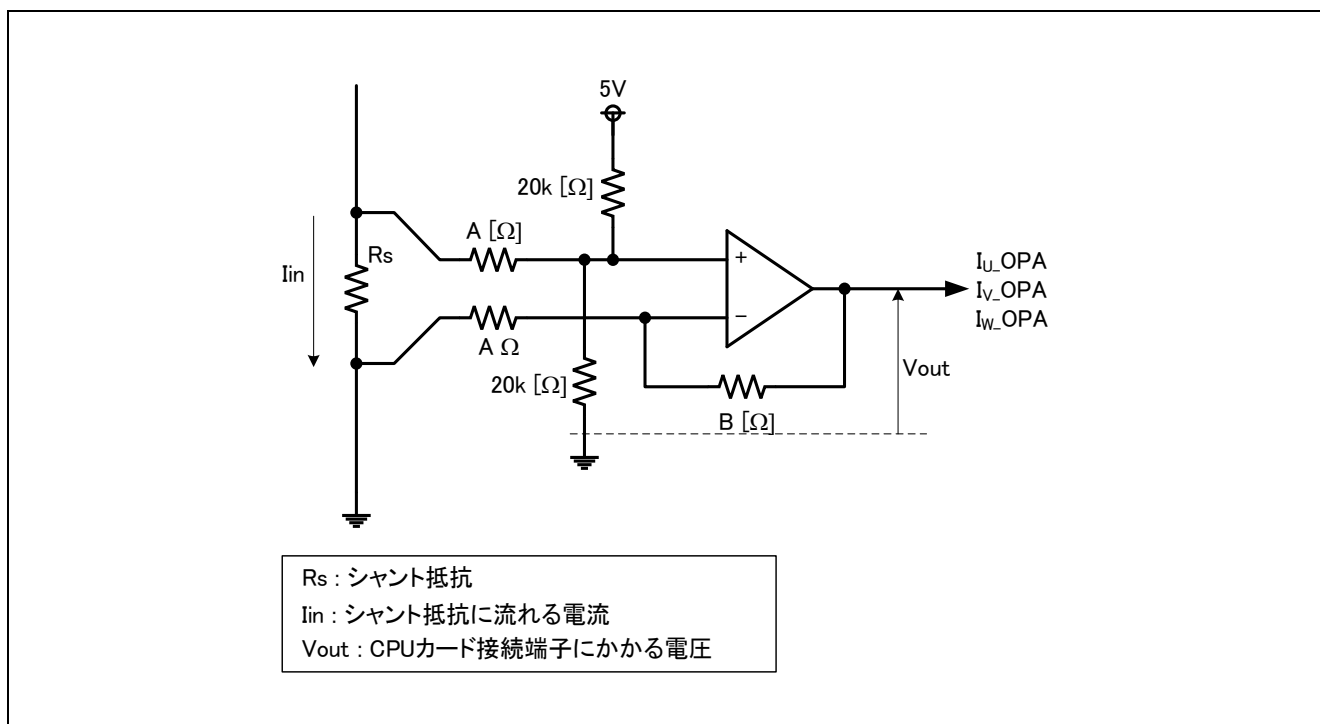 5V
20k [Ω]
A [Ω]
Rs
Iin
+
−
A Ω
20k [Ω]
B [Ω]
IU_OPA
IV_OPA
IW_OPA
Vout
Rs : シャント抵抗
Iin : シャント抵抗に流れる電流
Vout : CPUカード接続端子にかかる電圧